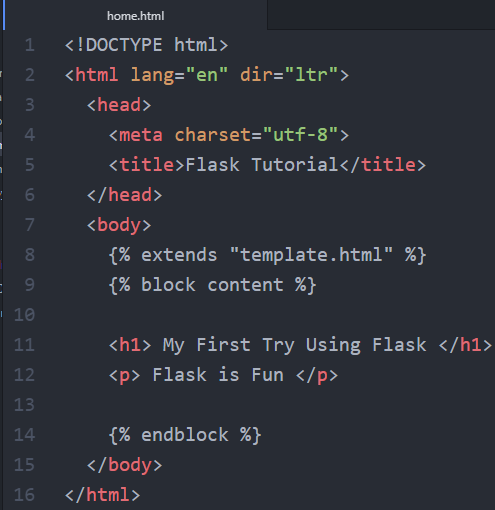 home.html
1 <!DOCTYPE html>
2 <html lang="en" dir="ltr">
3 <head>
4 <meta charset="utf-8">
5 <title>Flask Tutorial</title>
6 </head>
7 <body>
8 {% extends "template.html" %}
9 {% block content %}
10
11 <h1> My First Try Using Flask </h1>
12 <p> Flask is Fun </p>
13
14 {% endblock %}
15 </body>
16 </html>